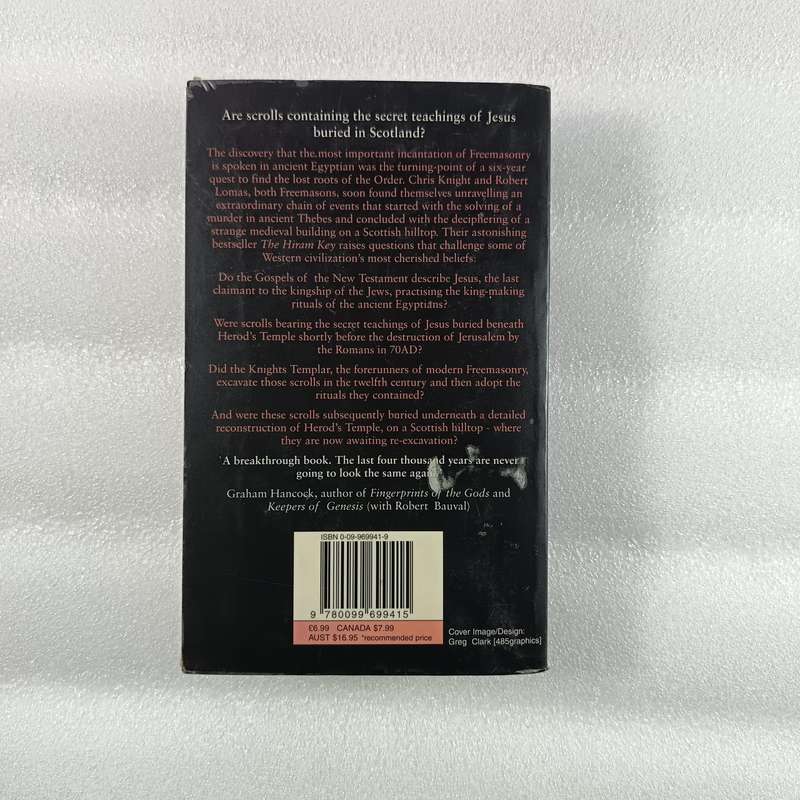 Are scrolls containing the secret teachings of Jesus
buried in Scotland?
The discovery that the most important incantation of Freemasonry
is spoken in ancient Egyptian was the turning-point of a six-year
quest to find the lost roots of the Order. Chris Knight and Robert
Lomas, both Freemasons, soon found themselves unravelling an
extraordinary chain of events that started with the solving of a
murder in ancient Thebes and concluded with the deciphering of a
strange medieval building on a Scottish hilltop. Their astonishing
bestseller The Hiram Key raises questions that challenge some of
Western civilization's most cherished beliefs:
Do the Gospels of the New Testament describe Jesus, the last
claimant to the kingship of the Jews, practising the king-making
rituals of the ancient Egyptians?
Were scrolls bearing the secret teachings of Jesus buried beneath
Herod's Temple shortly before the destruction of Jerusalem by
the Romans in 70AD?
Did the Knights Templar, the forerunners of modern Freemasonry,
excavate those scrolls in the twelfth century and then adopt the
rituals they contained?
And were these scrolls subsequently buried underneath a detailed
reconstruction of Herod's Temple, on a Scottish hilltop - where
they are now awaiting re-excavation?
'A breakthrough book. The last four thousand years are never
going to look the same again
Graham Hancock, author of Fingerprints of the Gods and
Keepers of Genesis (with Robert Bauval)
ISBN 0-09-969941-9
9 780099 699415
£6.99 CANADA $7.99
AUST $16.95 *recommended price
Cover Image/Design:
Greg Clark [485graphics]